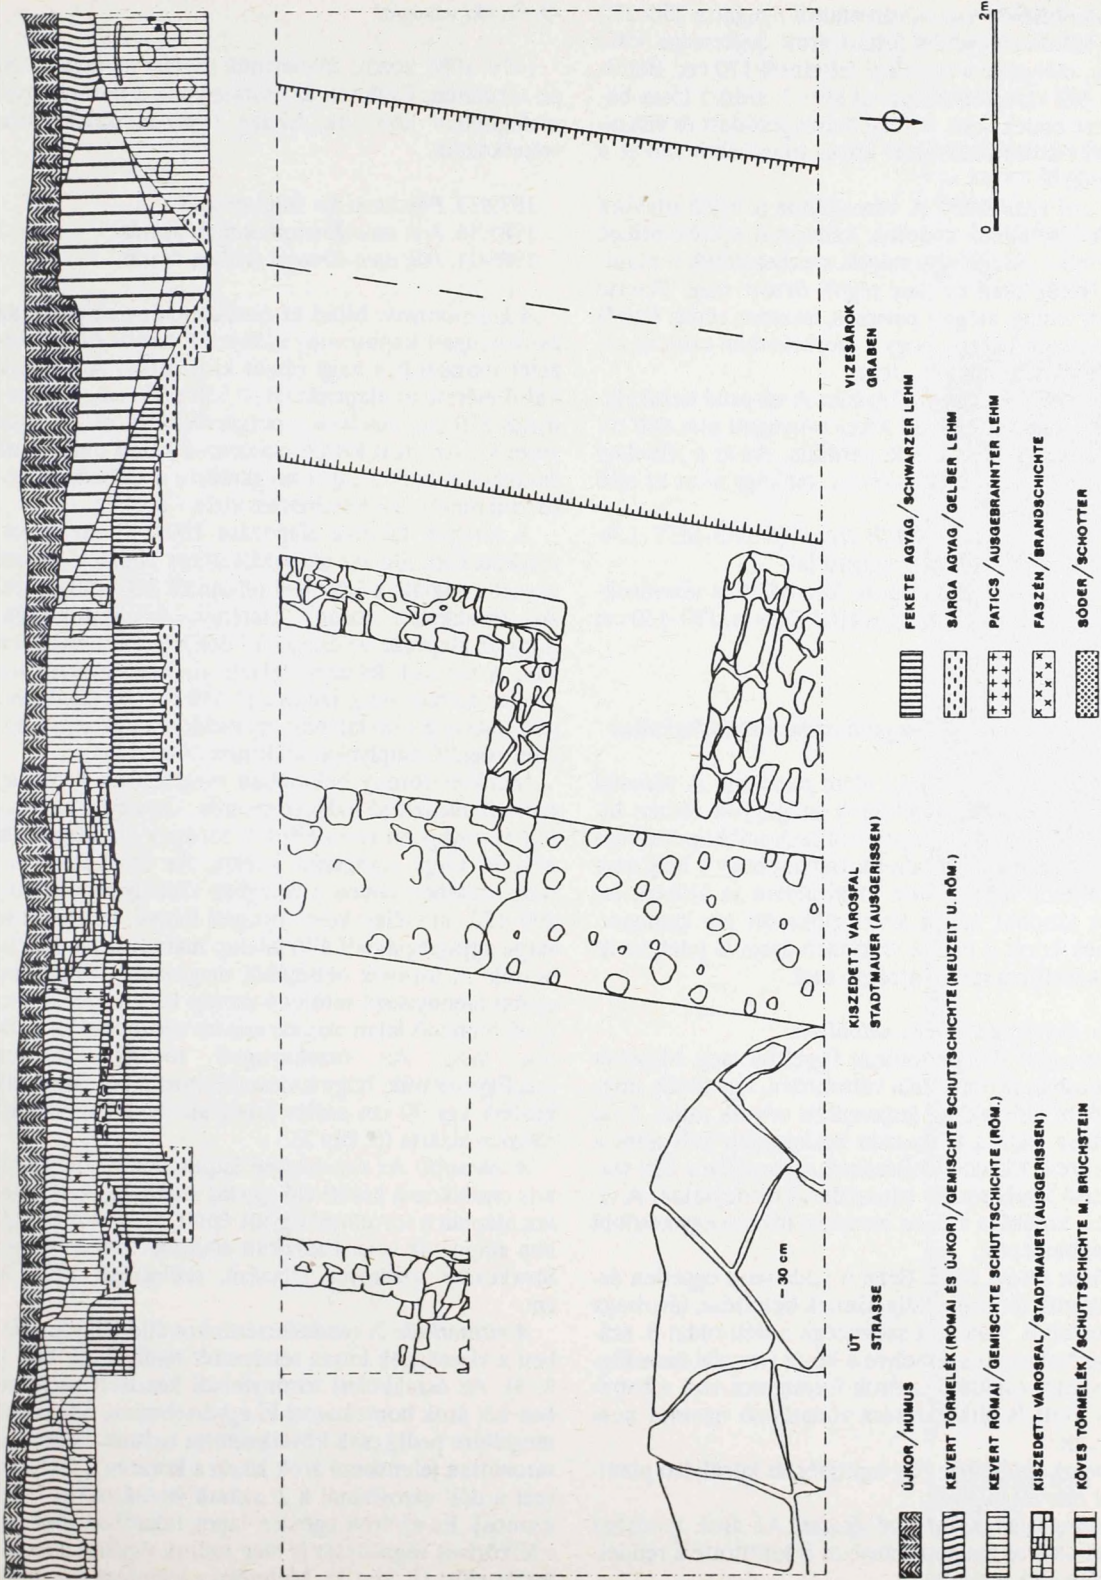 0 1 2m
VIZESÁROK
GRABEN
KISZEDETT VÁROSFAL
STADTMAUER (AUSGERISSEN)
-30 cm
ÚT
STRASSE
ÚJKOR/HUMUS
KEVERT TÖRMELÉK (RÓMAI ÉS ÚJKOR)/GEMISCHTE SCHUTTSCHICHTE (NEUZEIT U. RÖM.)
KEVERT RÓMAI/GEMISCHTE SCHUTTSCHICHTE (RÖM.)
KISZEDETT VÁROSFAL/STADTMAUER (AUSGERISSEN)
KÖVES TÖRMELÉK/SCHUTTSCHICHTE M. BRUCHSTEIN
FEKETE AGYAG/SCHWARZER LEHM
SÁRGA AGYAG/GELBER LEHM
PATICS/AUSGEBRANNTER LEHM
FASZÉN/BRANDSCHICHTE
SÓDER/SCHOTTER